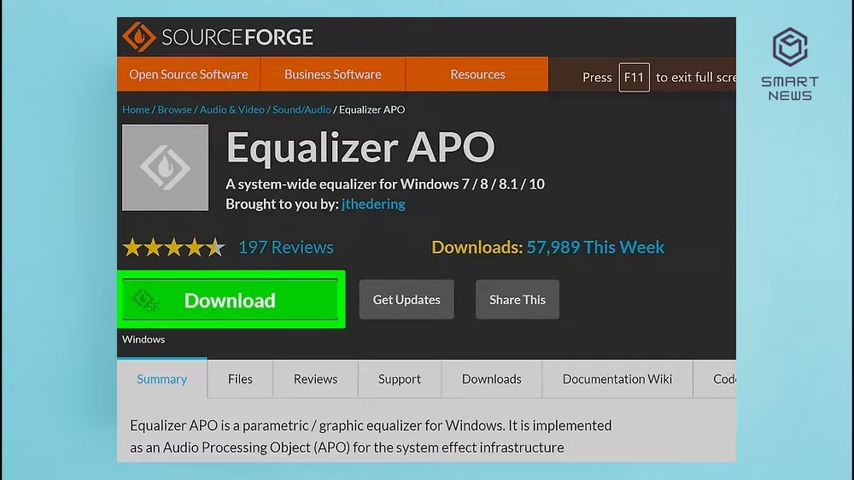 SOURCEFORGE
SMART
NEWS
Open Source Software
Business Software
Resources
Press F11 to exit full scre
Home / Browse / Audio & Video / Sound/Audio / Equalizer APO
Equalizer APO
A system-wide equalizer for Windows 7 / 8 / 8.1 / 10
Brought to you by: jthedering
197 Reviews
Downloads: 57,989 This Week
SF
Download
Get Updates
Share This
Windows
Summary
Files
Reviews
Support
Downloads
Documentation Wiki
Cod
Equalizer APO is a parametric / graphic equalizer for Windows. It is implemented
as an Audio Processing Object (APO) for the system effect infrastructure